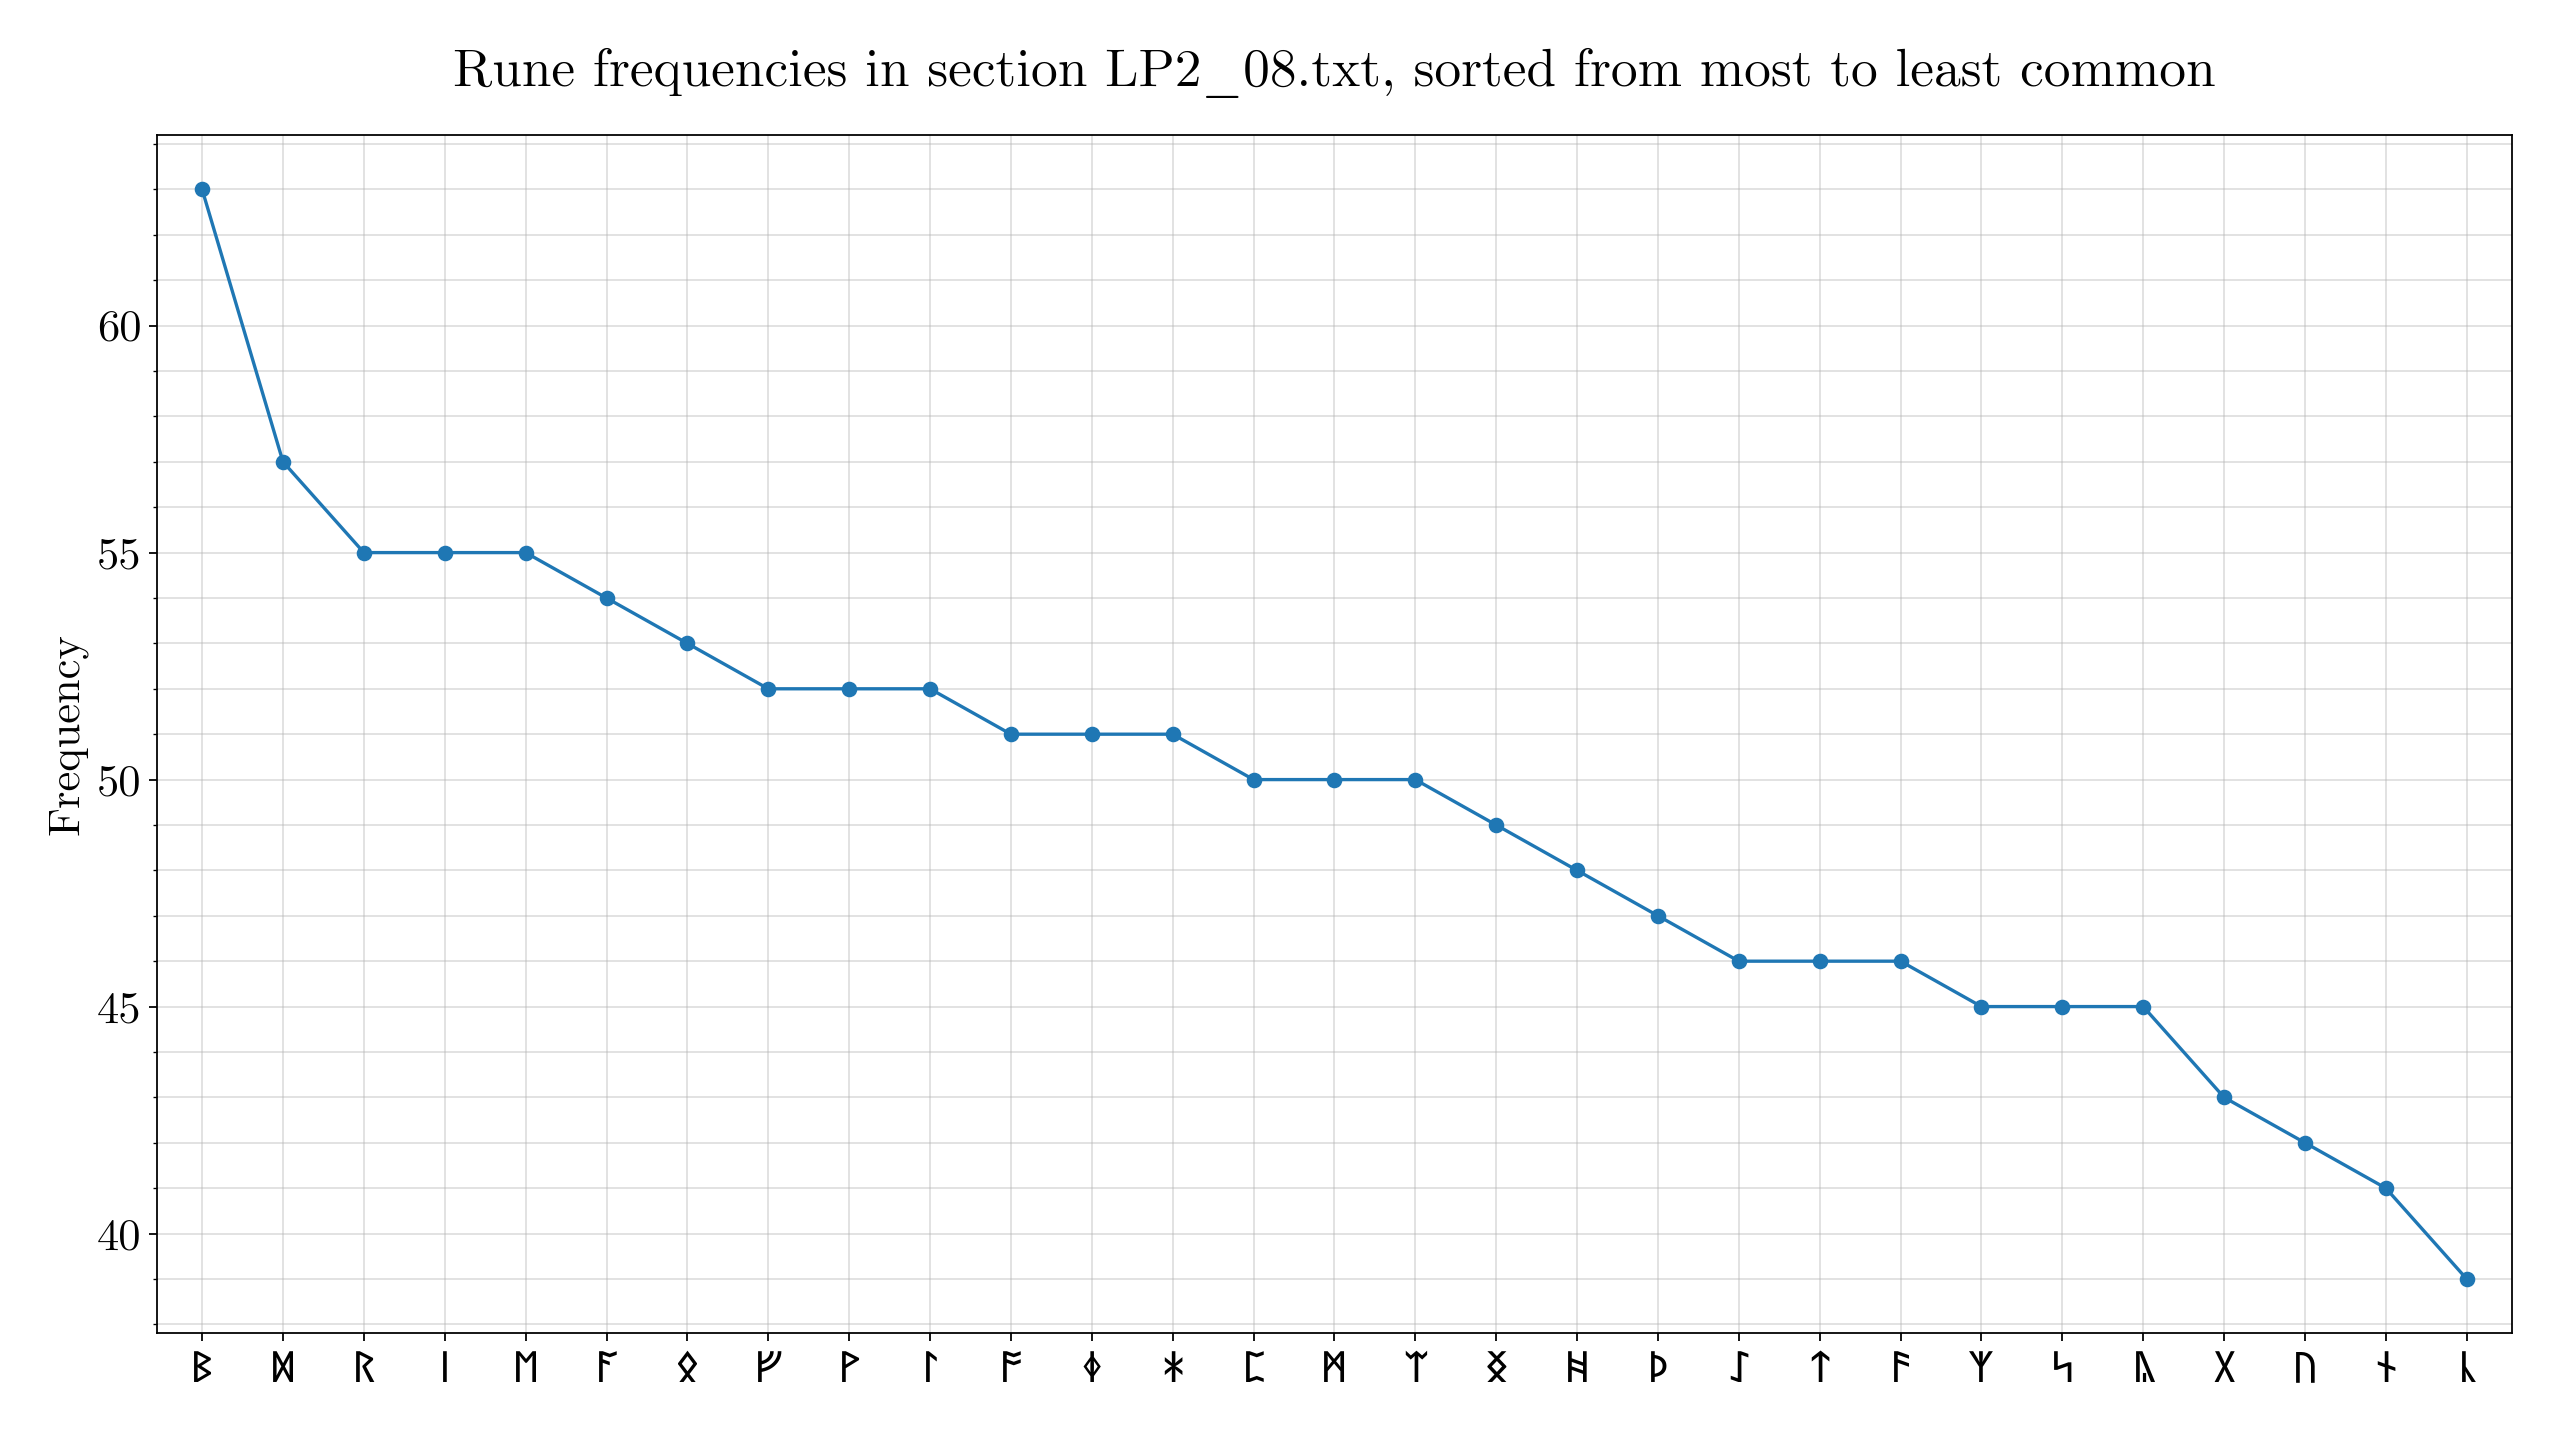 Rune frequencies in section LP2_08.txt, sorted from most to least common
Frequency
60
55
50
45
40
ᛒ ᛞ ᚱ ᛁ ᛖ ᚪ ᛟ ᚠ ᚹ ᛚ ᚩ ᛄ ᛡ ᛈ ᛗ ᛠ ᛝ ᚻ ᚦ ᛇ ᛏ ᚫ ᛉ ᛋ ᚣ ᚷ ᚢ ᚾ ᚳ